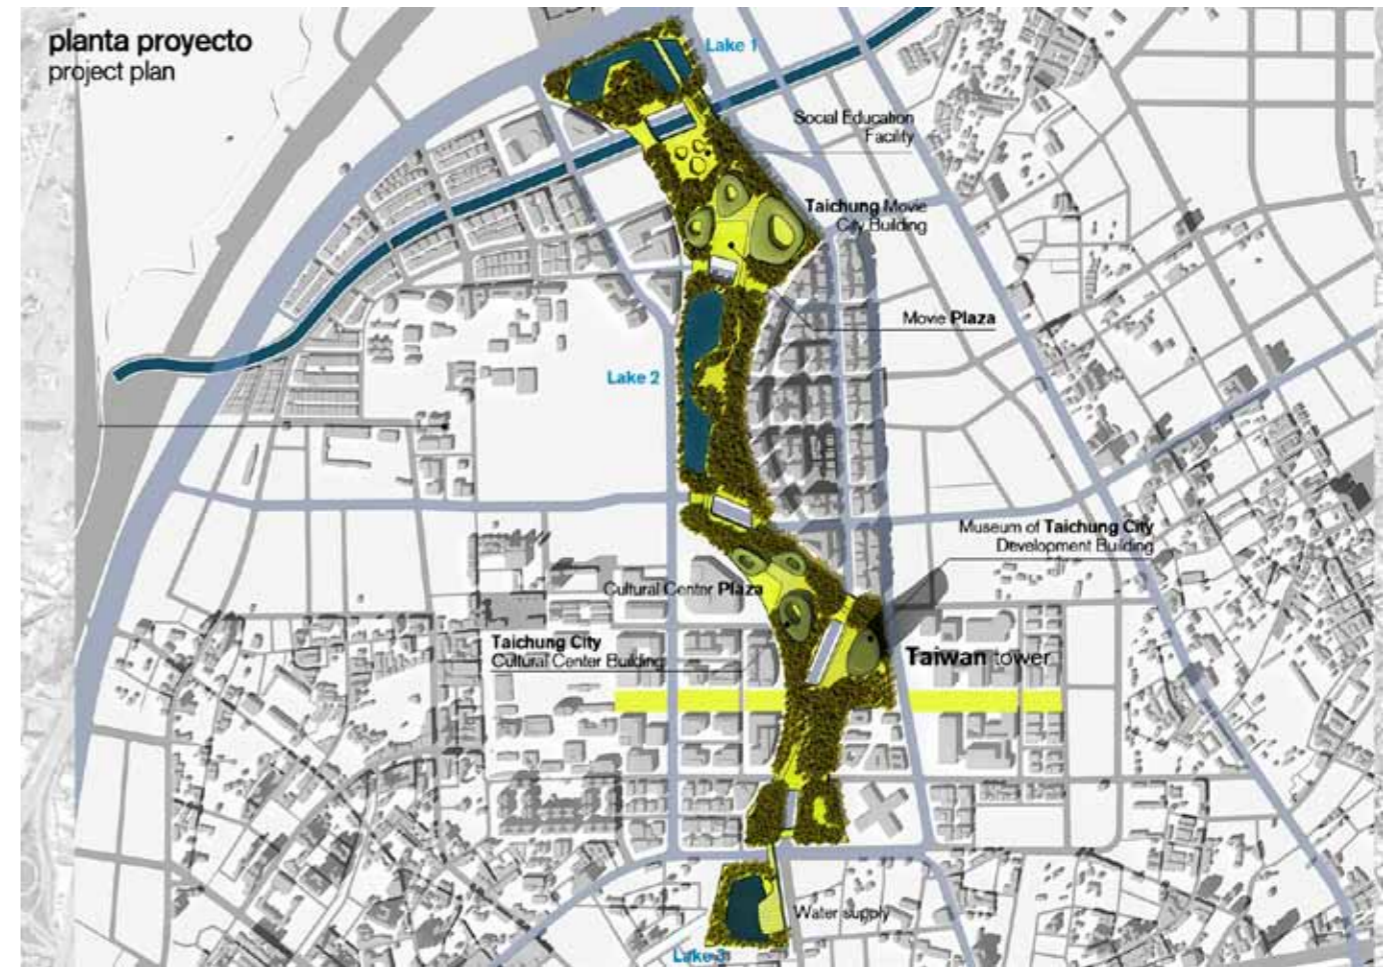 planta proyecto
project plan
Lake 1
Social Education
Facility
Taichung Movie
City Building
Movie Plaza
Lake 2
Museum of Taichung City
Development Building
Cultural Center Plaza
Taichung City
Cultural Center Building
Taiwan tower
Water supply
Lake 3